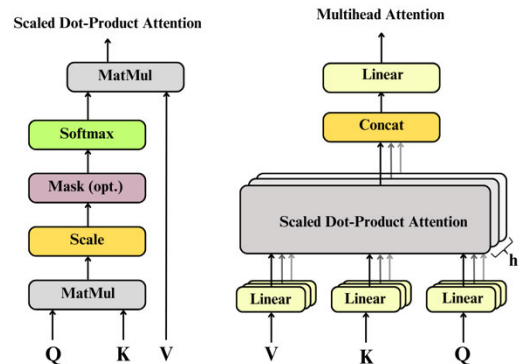 Scaled Dot-Product Attention
MatMul
Softmax
Mask (opt.)
Scale
MatMul
Q K V
Multihead Attention
Linear
Concat
Scaled Dot-Product Attention
h
Linear Linear Linear
V K Q